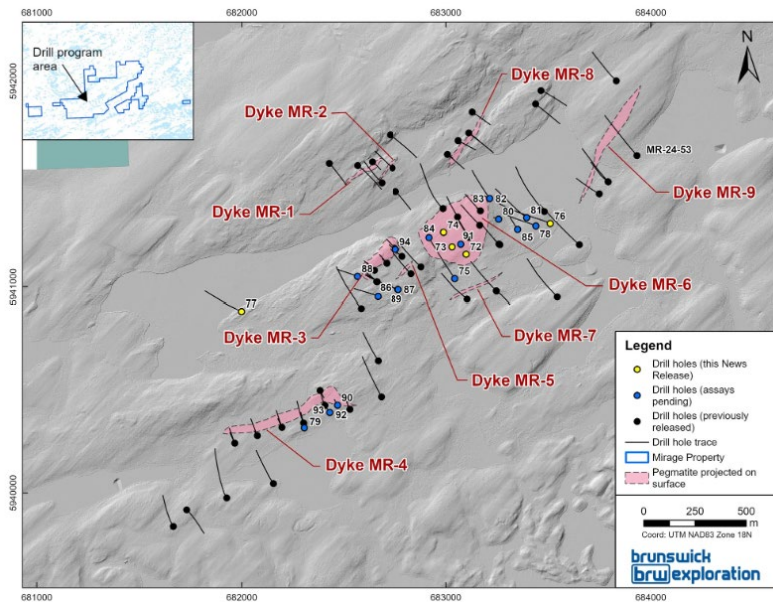 681000
682000
683000
684000
Drill program
area
N
5942000
5941000
5940000
Dyke MR-8
Dyke MR-2
MR-24-53
Dyke MR-1
Dyke MR-9
83
82
74
80
81
76
84
91
85
78
73
72
94
88
75
86
87
89
77
Dyke MR-6
Dyke MR-3
Dyke MR-7
Dyke MR-5
90
93
92
79
Dyke MR-4
Legend
Drill holes (this News
Release)
Drill holes (assays
pending)
Drill holes (previously
released)
Drill hole trace
Mirage Property
Pegmatite projected on
surface
0 250 500
m
Coord: UTM NAD83 Zone 18N
brunswick
brw exploration
681000
682000
683000
684000